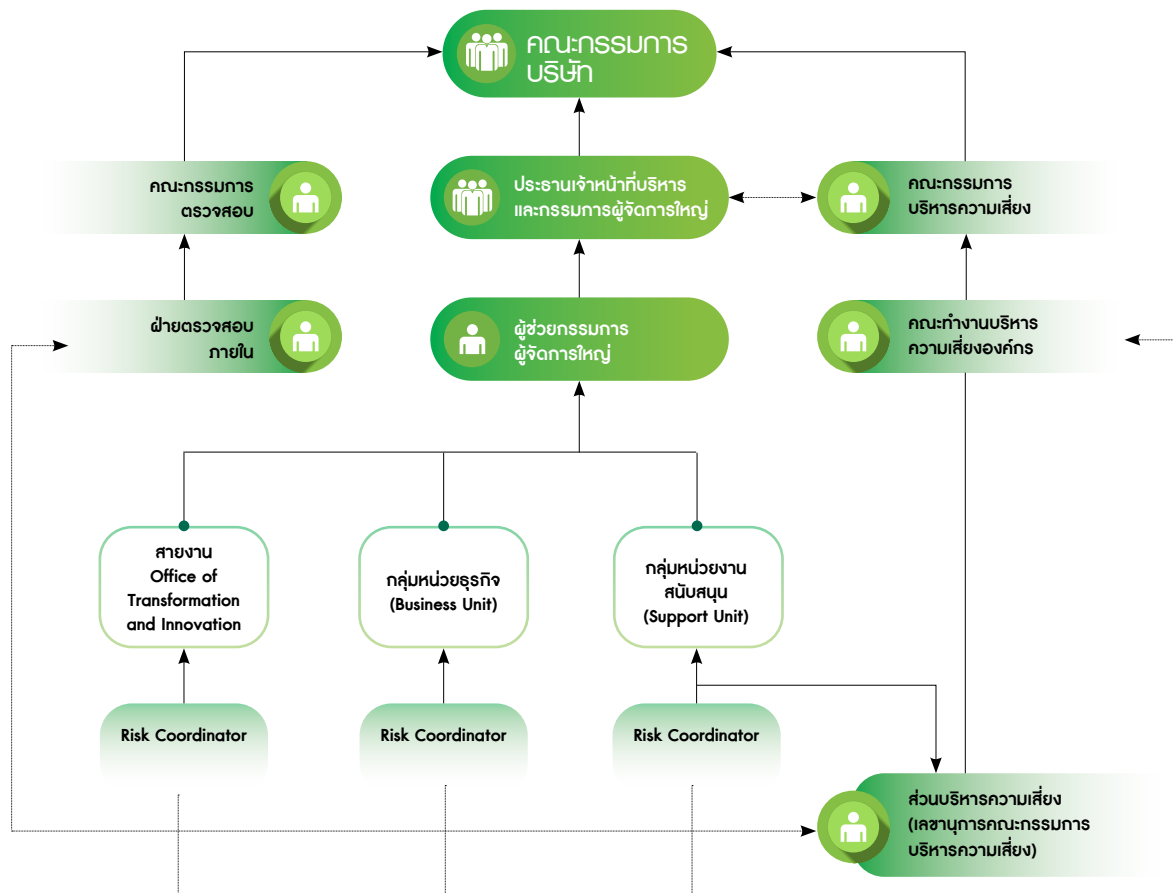 คณะกรรมการ
บริษัท
คณะกรรมการ
ตรวจสอบ
ประธานเจ้าหน้าที่บริหาร
และกรรมการผู้จัดการใหญ่
คณะกรรมการ
บริหารความเสี่ยง
ฝ่ายตรวจสอบ
ภายใน
ผู้ช่วยกรรมการ
ผู้จัดการใหญ่
คณะทำงานบริหาร
ความเสี่ยงองค์กร
สายงาน
Office of
Transformation
and Innovation
กลุ่มหน่วยธุรกิจ
(Business Unit)
กลุ่มหน่วยงาน
สนับสนุน
(Support Unit)
Risk Coordinator
Risk Coordinator
Risk Coordinator
ส่วนบริหารความเสี่ยง
(เลขานุการคณะกรรมการ
บริหารความเสี่ยง)